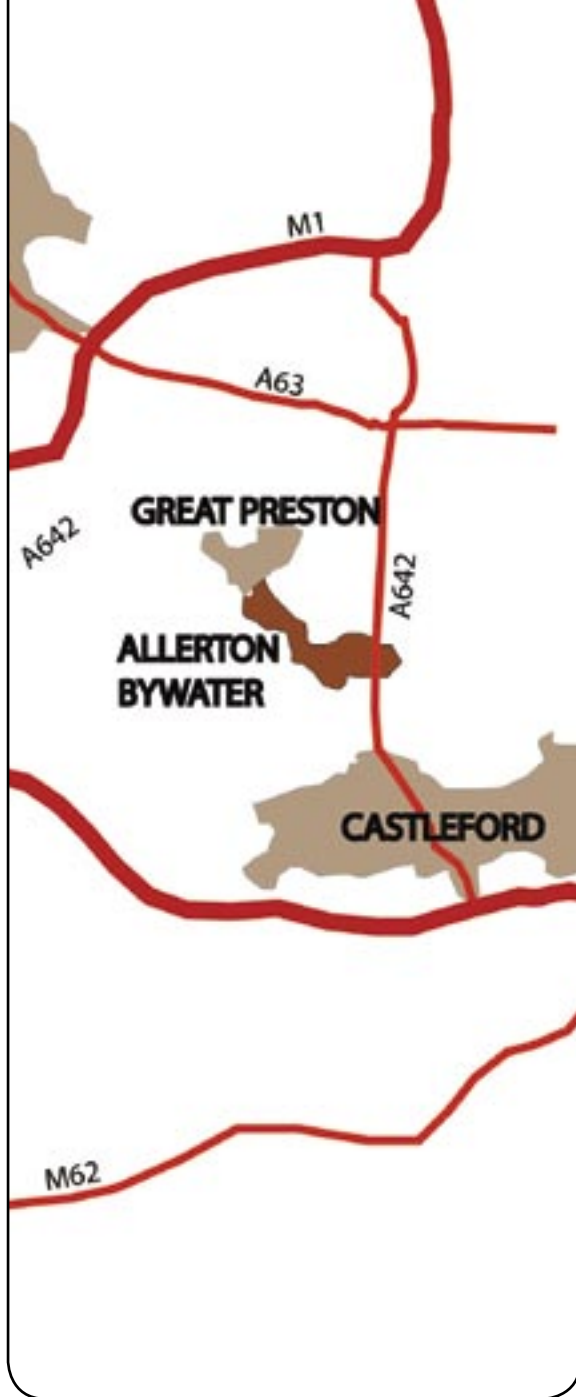 M1
A63
GREAT PRESTON
A642
A642
ALLERTON
BYWATER
CASTLEFORD
M62